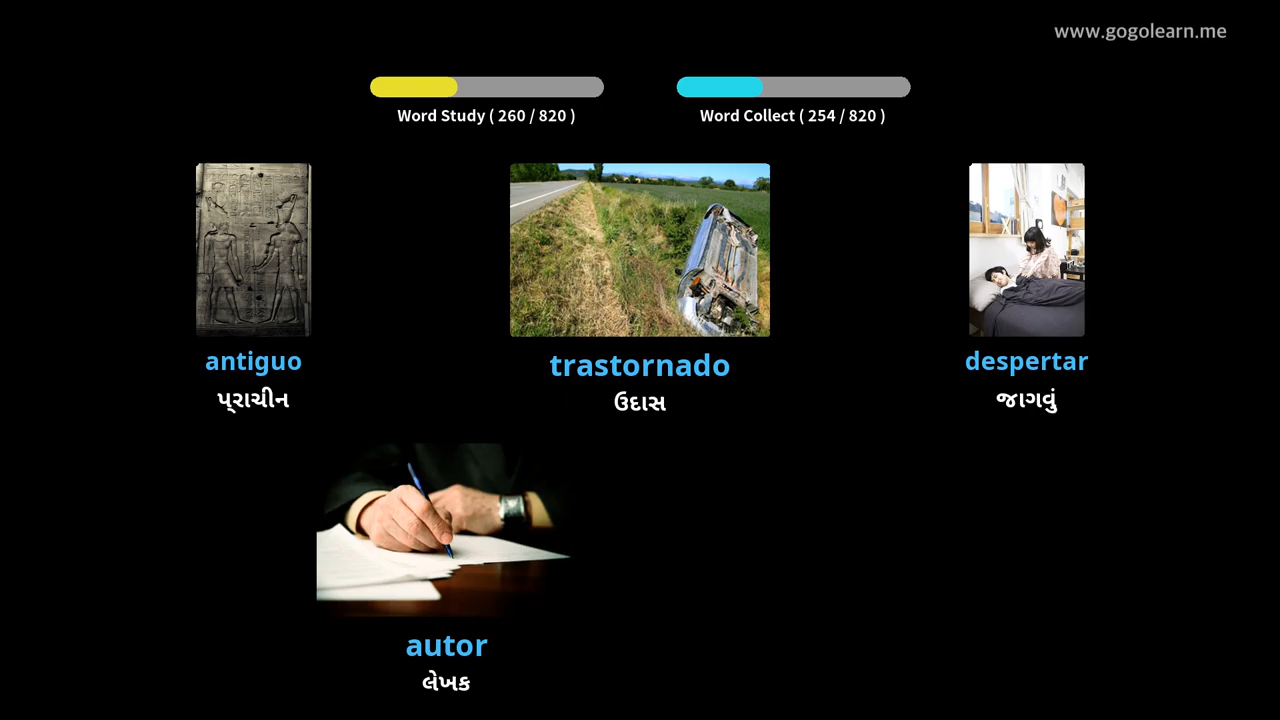 www.gogolearn.me
Word Study ( 260 / 820 )
Word Collect ( 254 / 820 )
antiguo
પ્રાચીન
trastornado
ઉદાસ
despertar
જાગવું
autor
લેખક